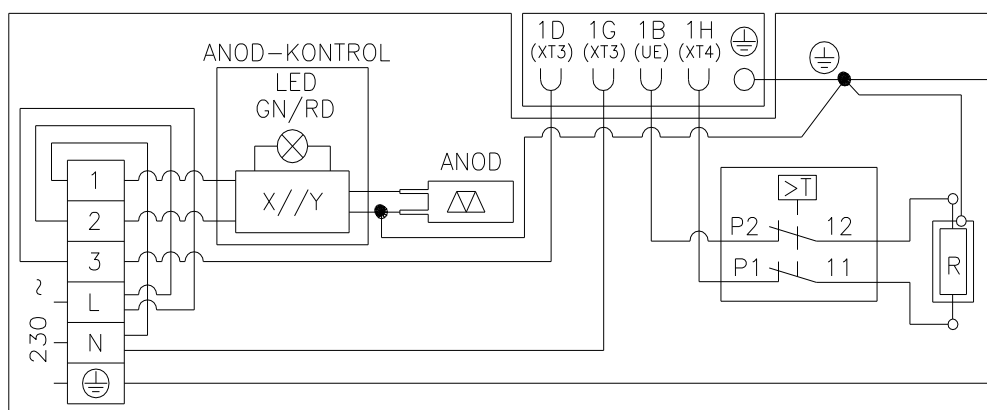 1D 1G 1B 1H
(XT3) (XT3) (UE) (XT4)
ANOD-KONTROL
LED
GN/RD
X//Y
ANOD
>T
P2 12
P1 11
R
1
2
3
L
N
230 ~